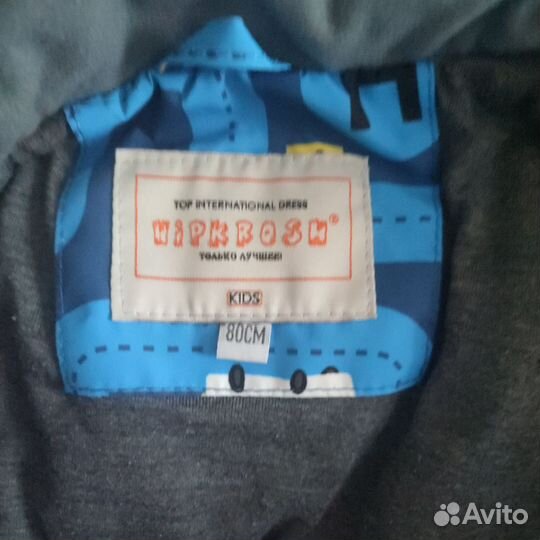 TOP INTERNATIONAL DRESS
HiPKBOSH®
ТОЛЬКО ЛУЧШЕЕ!
KIDS
80CM
Avito